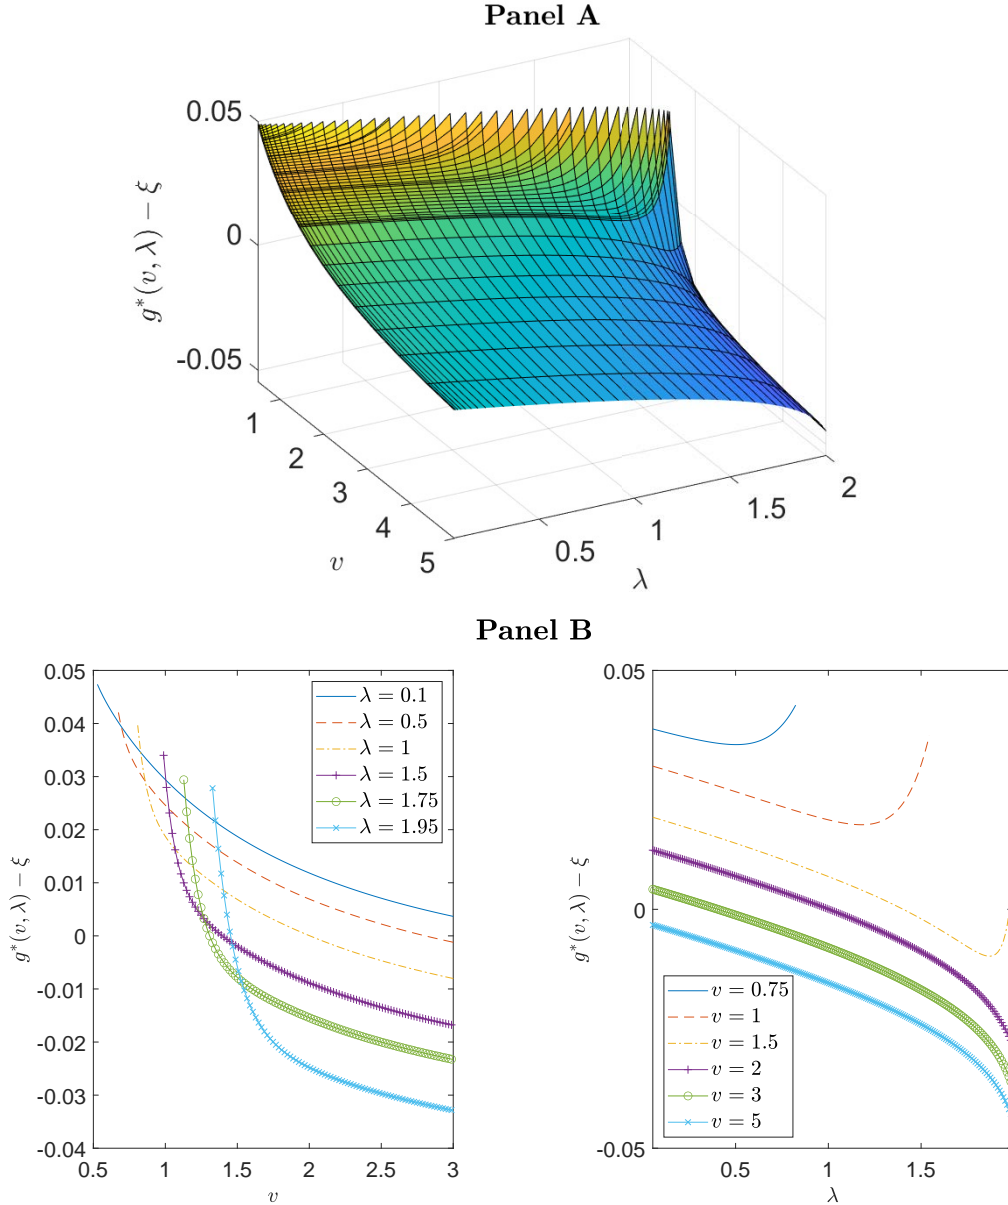 Panel A
0.05
0
-0.05
g*(v, λ) − ξ
1
2
3
4
5
v
0.5
1
1.5
2
λ
Panel B
0.05
0.04
0.03
0.02
0.01
0
-0.01
-0.02
-0.03
-0.04
g*(v, λ) − ξ
0.5
1
1.5
2
2.5
3
v
λ = 0.1
λ = 0.5
λ = 1
λ = 1.5
λ = 1.75
λ = 1.95
0.05
0
-0.05
g*(v, λ) − ξ
0.5
1
1.5
λ
v = 0.75
v = 1
v = 1.5
v = 2
v = 3
v = 5